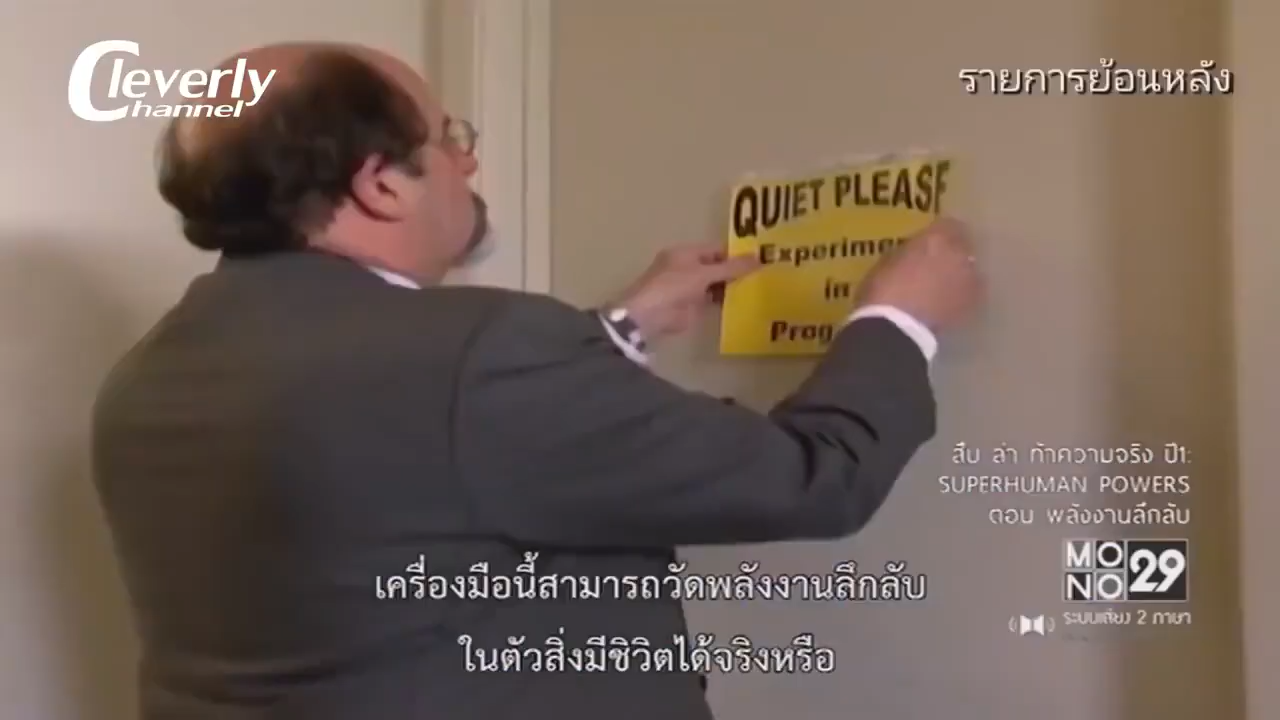 Cleverly
Channel
รายการย้อนหลัง
QUIET PLEASE
Experimen
in
Prog
สืบ ล่า ท้าความจริง ปี1:
SUPERHUMAN POWERS
ตอน พลังงานลึกลับ
MONO 29
ระบบเสียง 2 ภาษา
เครื่องมือนี้สามารถวัดพลังงานลึกลับ
ในตัวสิ่งมีชิวิตได้จริงหรือ